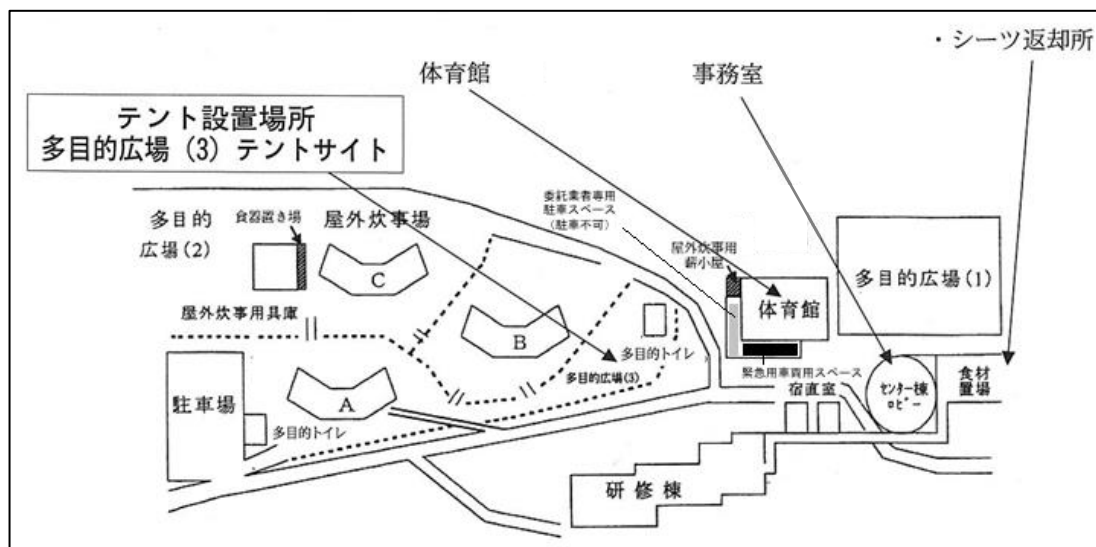 ・シーツ返却所
体育館
事務室
テント設置場所
多目的広場（3）テントサイト
委託業者専用
駐車スペース
（駐車不可）
多目的
広場(2)
食器置き場
屋外炊事場
屋外炊事用
薪小屋
多目的広場(1)
C
体育館
屋外炊事用具庫
B
多目的トイレ
緊急用車両用スペース
多目的広場(3)
宿直室
センター棟
ロビー
食材
置場
駐車場
A
多目的トイレ
研修棟